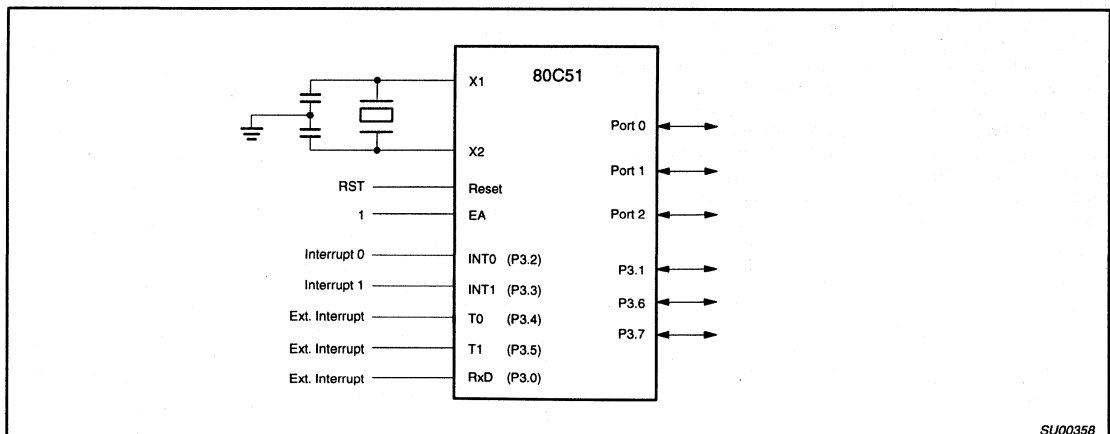 80C51
X1
X2
RST Reset
1 EA
Interrupt 0 INT0 (P3.2)
Interrupt 1 INT1 (P3.3)
Ext. Interrupt T0 (P3.4)
Ext. Interrupt T1 (P3.5)
Ext. Interrupt RxD (P3.0)
Port 0
Port 1
Port 2
P3.1
P3.6
P3.7
SU00358